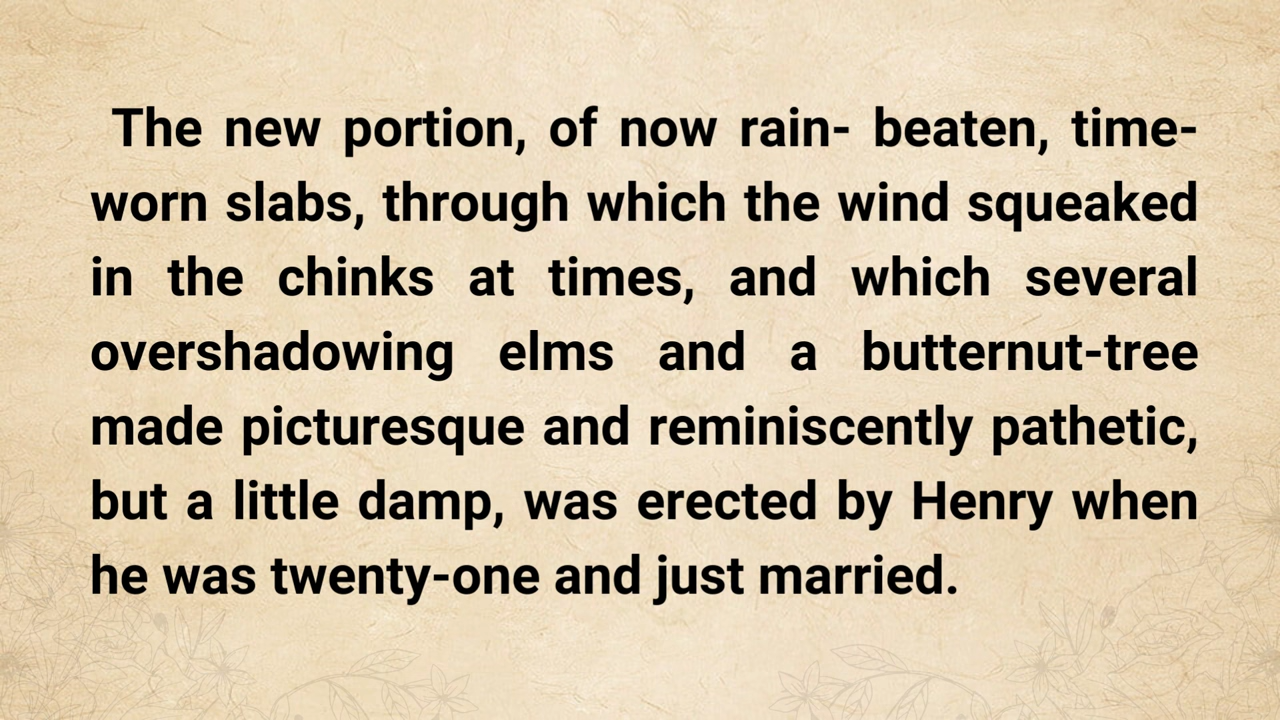 The new portion, of now rain- beaten, time-
worn slabs, through which the wind squeaked
in the chinks at times, and which several
overshadowing elms and a butternut-tree
made picturesque and reminiscently pathetic,
but a little damp, was erected by Henry when
he was twenty-one and just married.